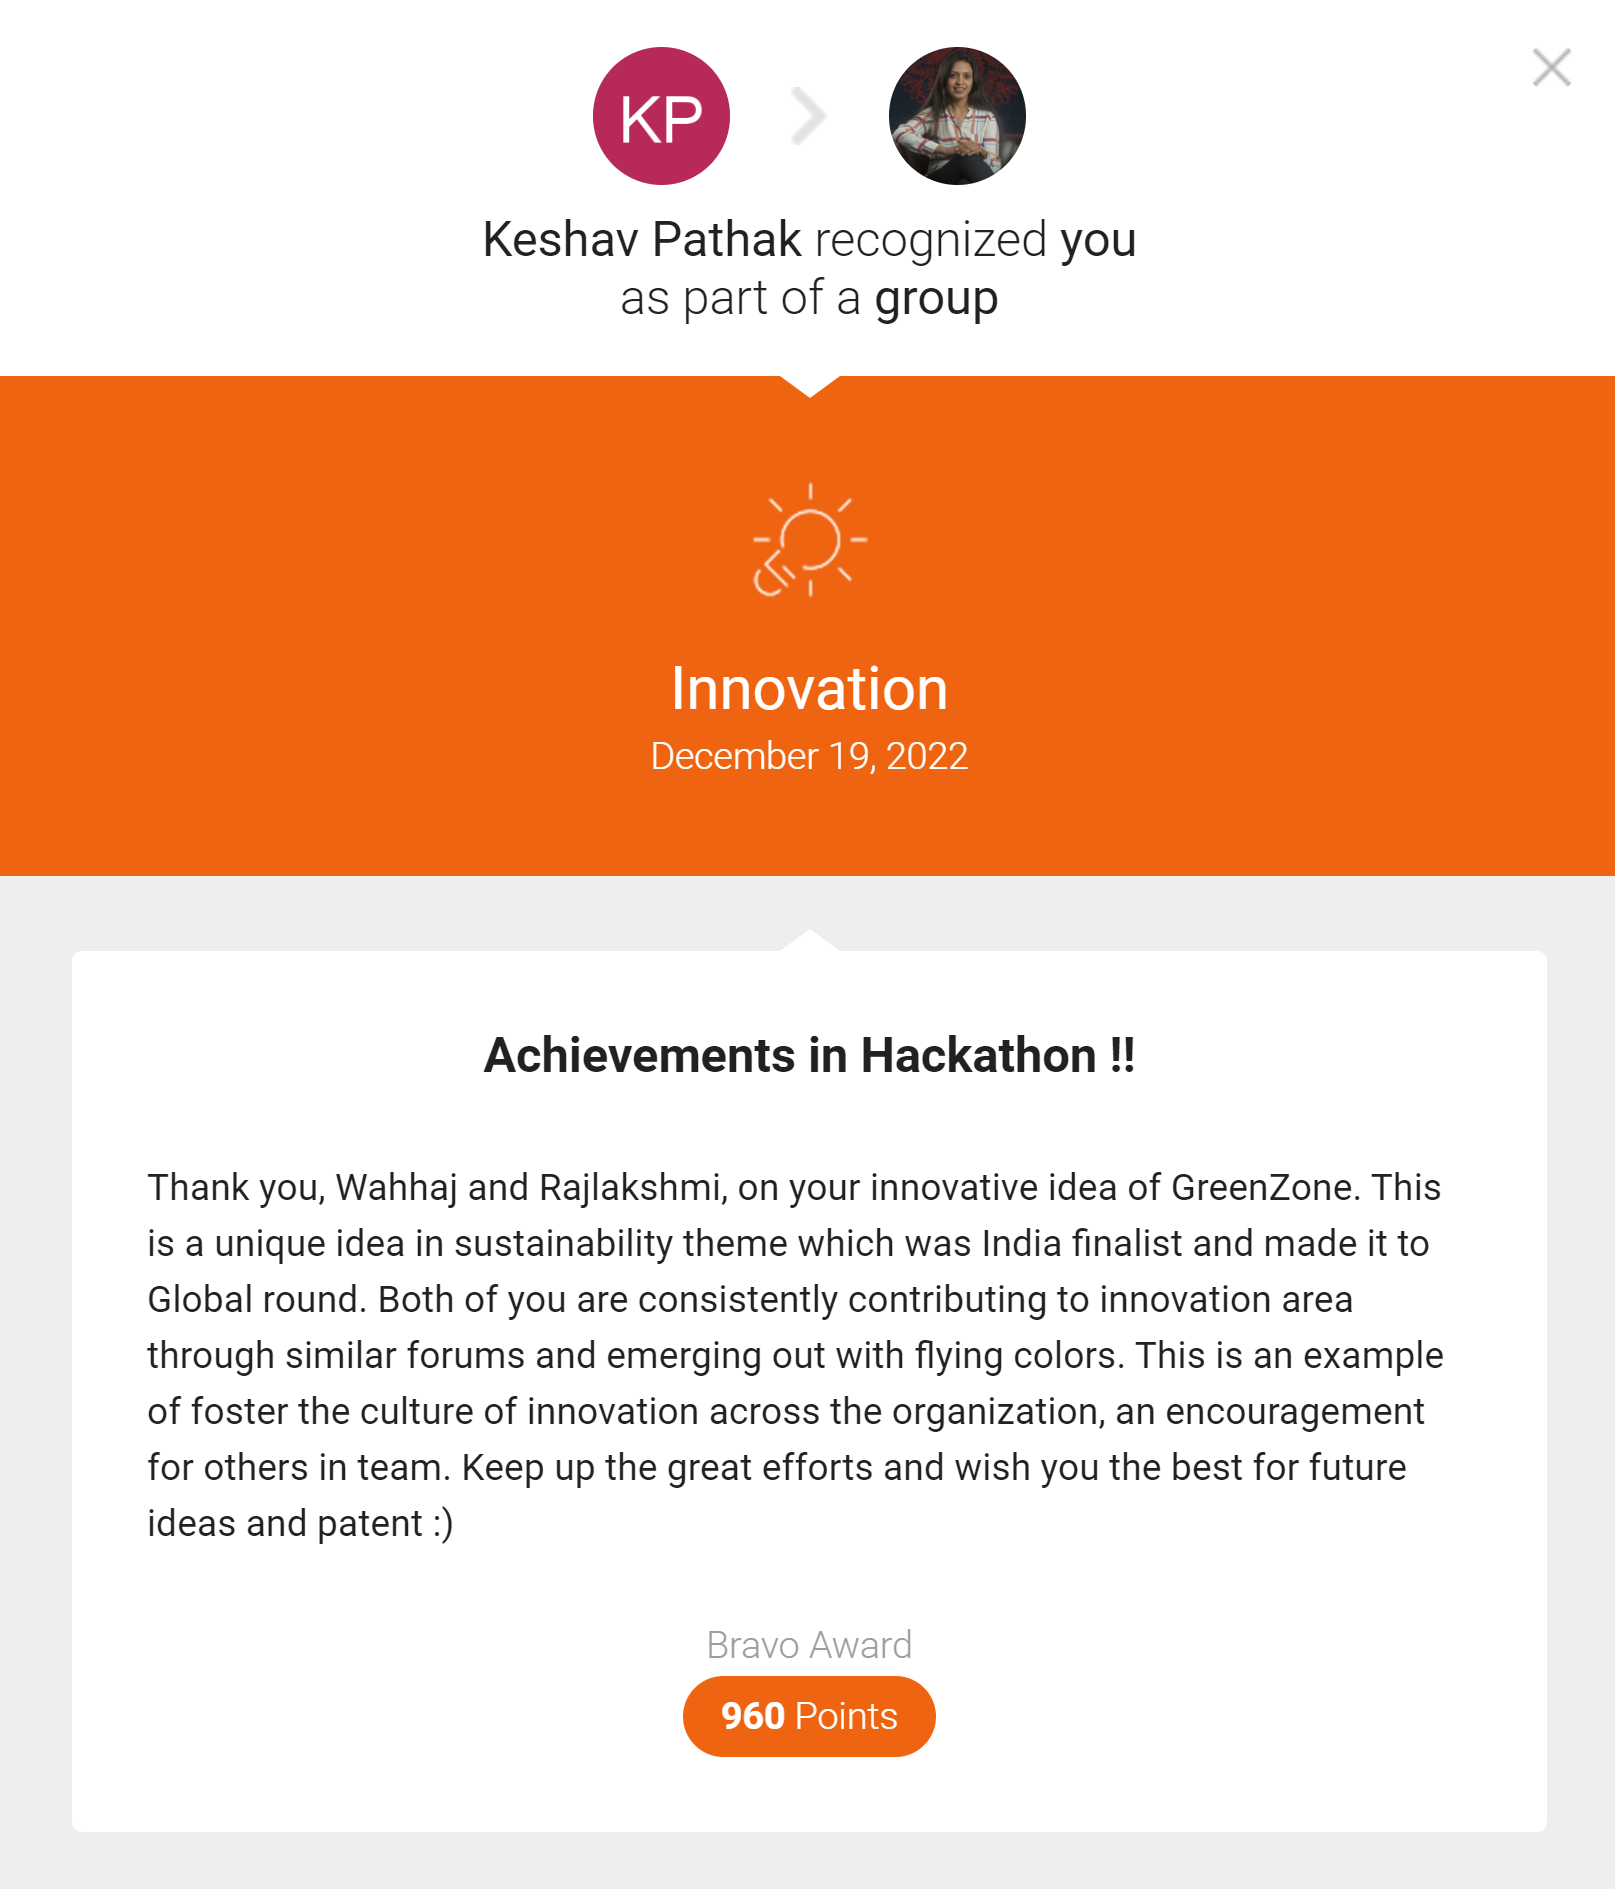 KP
Keshav Pathak recognized you
as part of a group
Innovation
December 19, 2022
Achievements in Hackathon !!
Thank you, Wahhaj and Rajlakshmi, on your innovative idea of GreenZone. This
is a unique idea in sustainability theme which was India finalist and made it to
Global round. Both of you are consistently contributing to innovation area
through similar forums and emerging out with flying colors. This is an example
of foster the culture of innovation across the organization, an encouragement
for others in team. Keep up the great efforts and wish you the best for future
ideas and patent :)
Bravo Award
960 Points